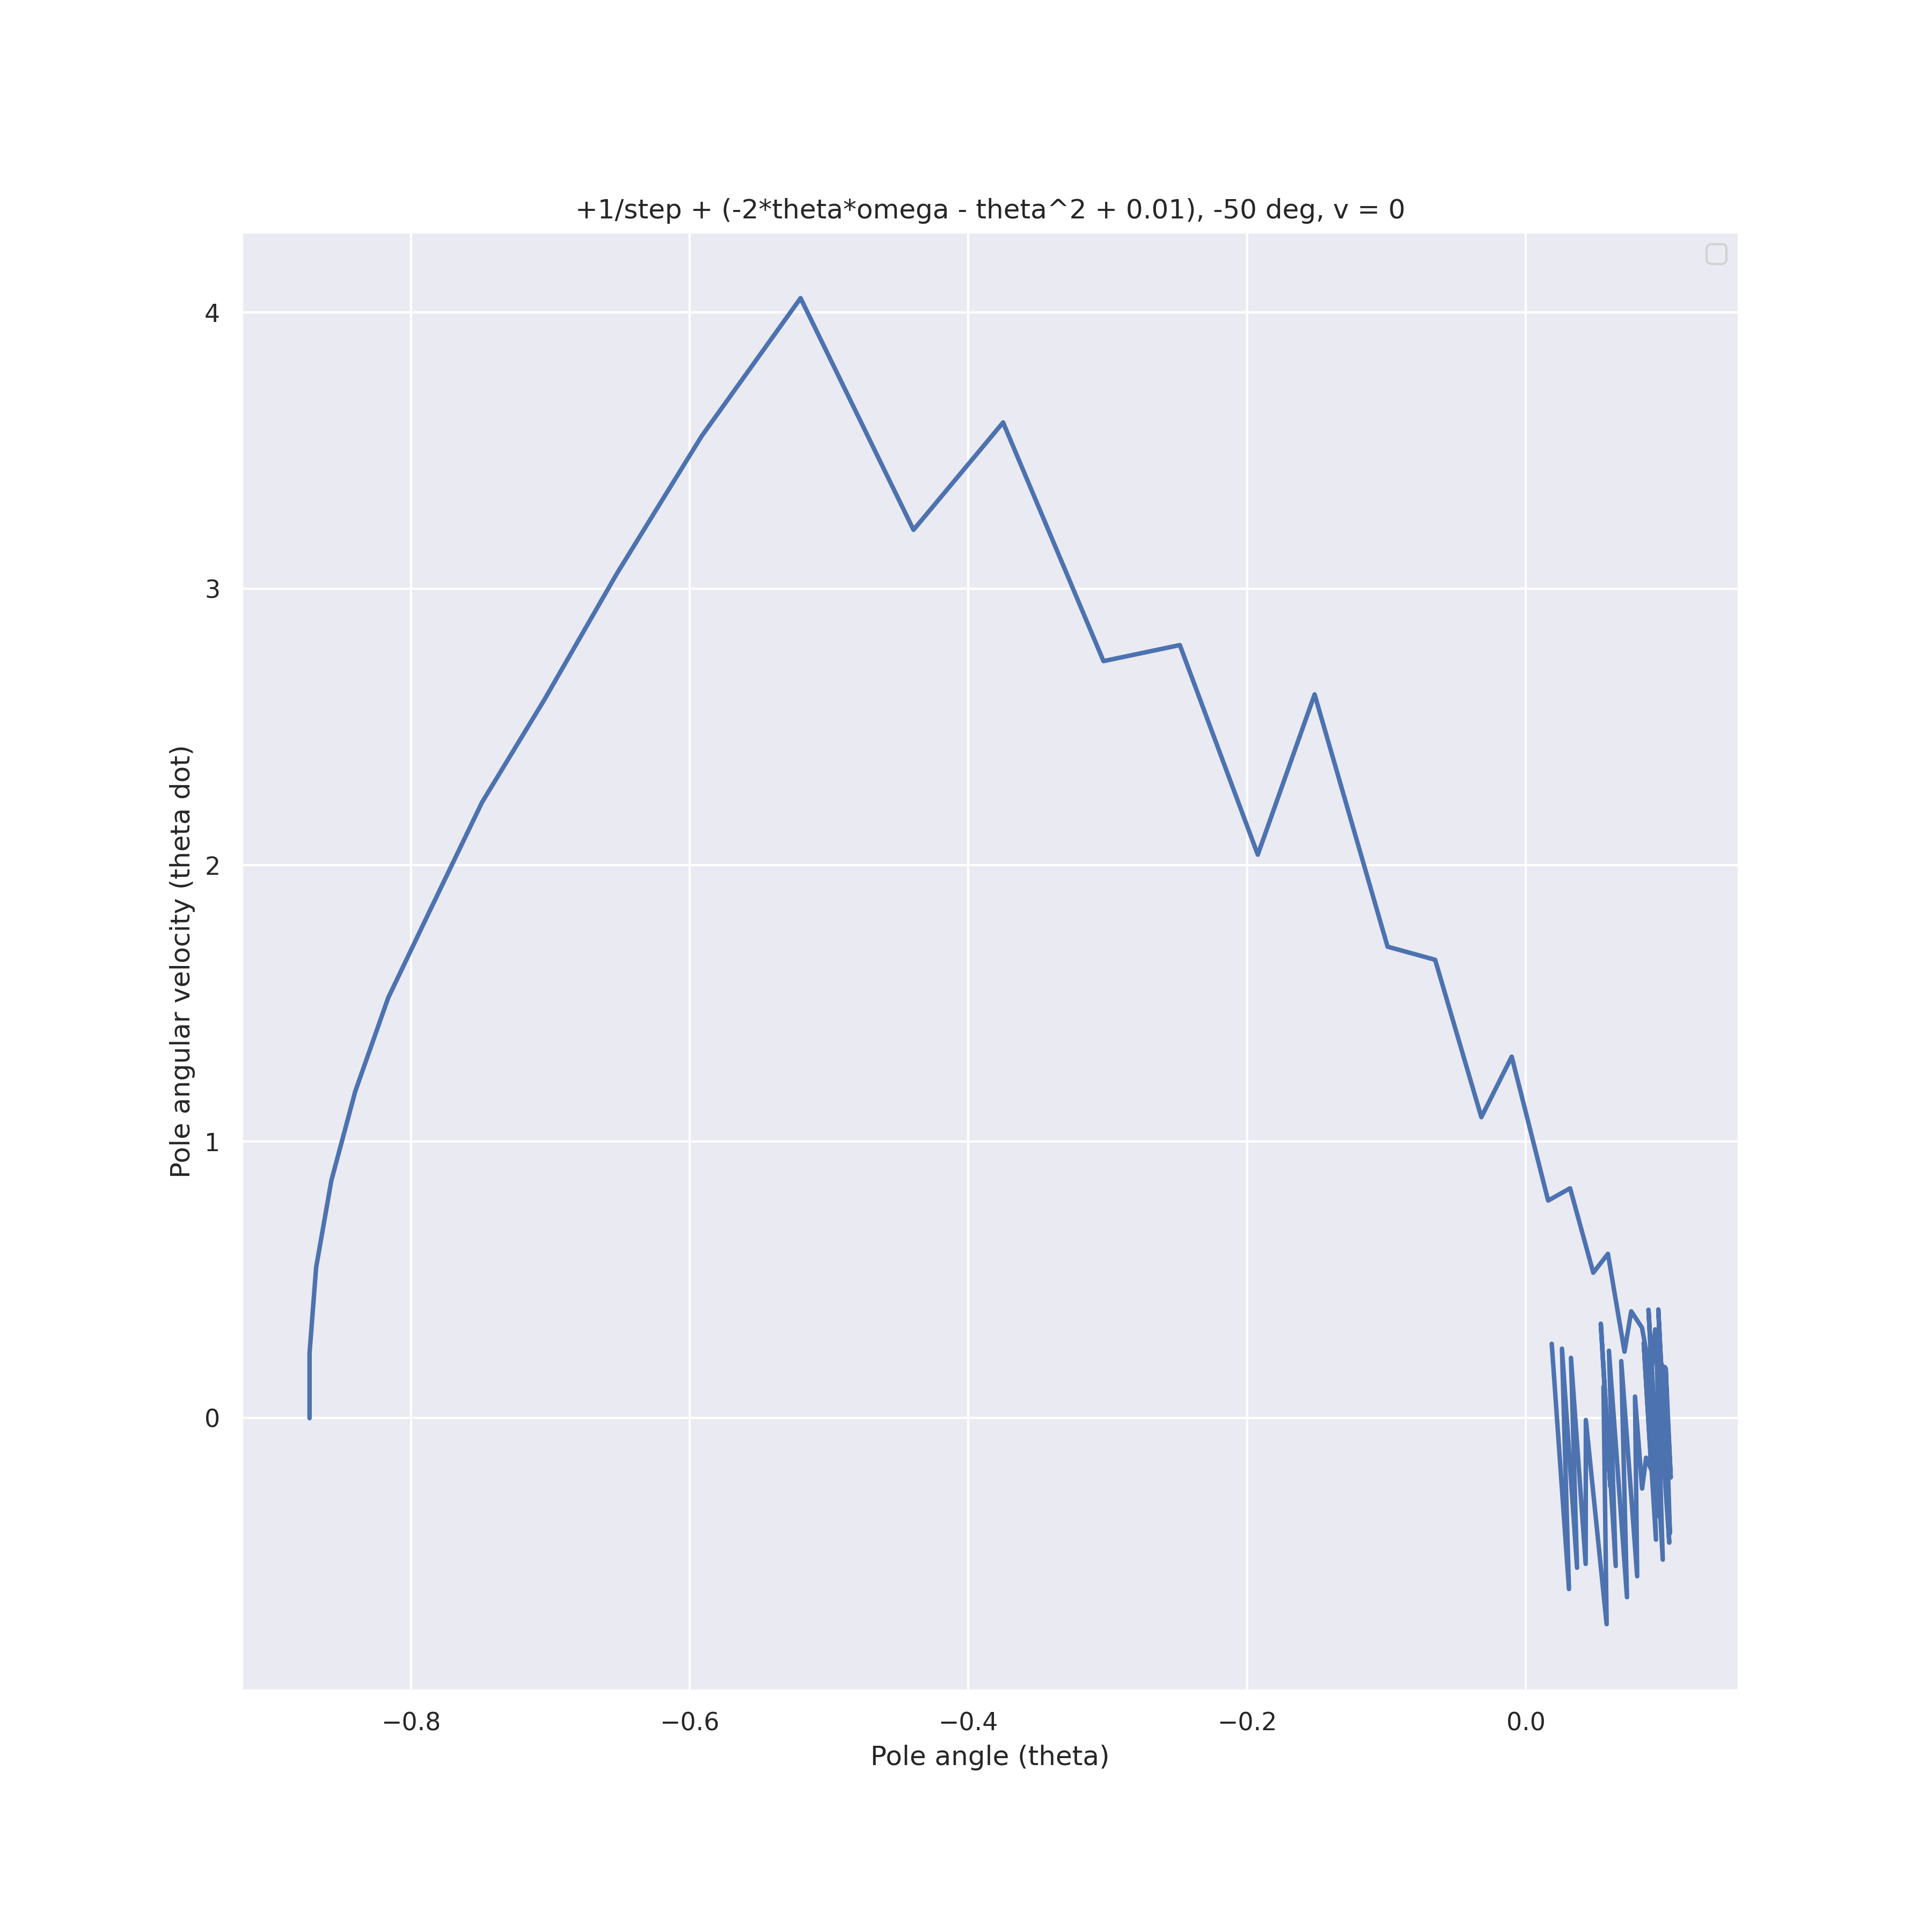 +1/step + (-2*theta*omega - theta^2 + 0.01), -50 deg, v = 0
4
3
2
1
0
Pole angular velocity (theta dot)
−0.8 −0.6 −0.4 −0.2 0.0
Pole angle (theta)